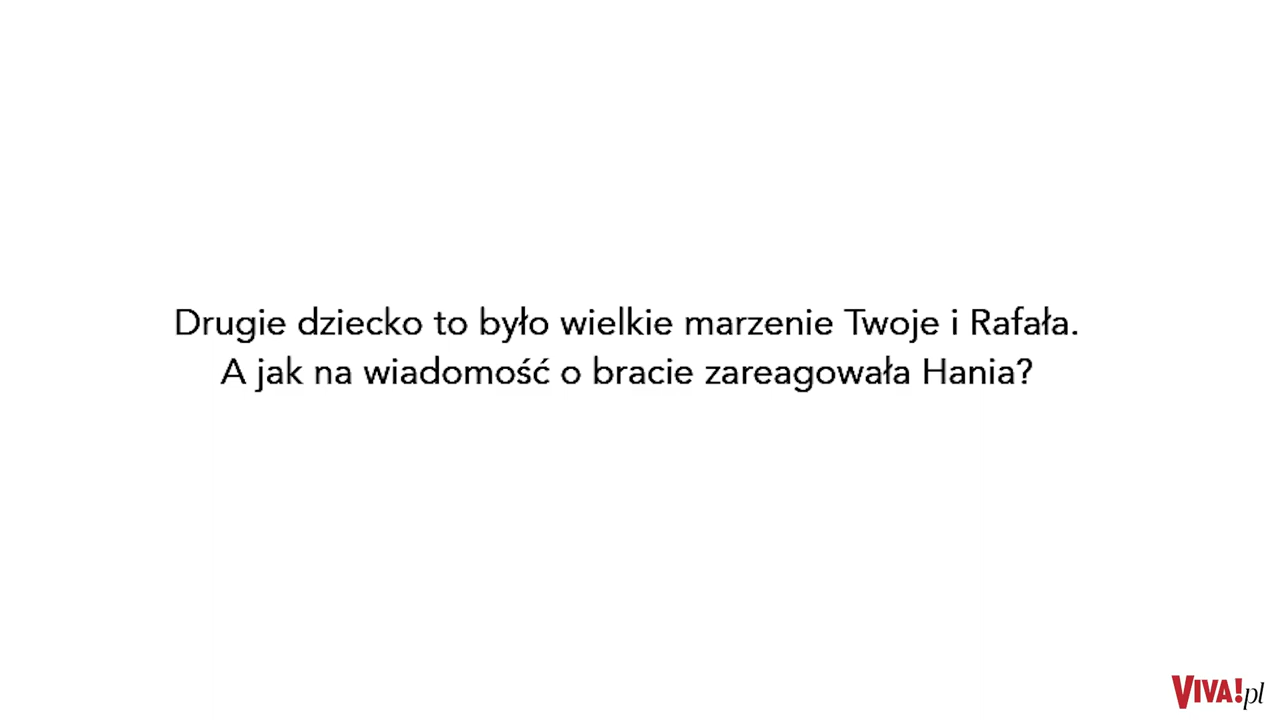 Drugie dziecko to było wielkie marzenie Twoje i Rafała.
A jak na wiadomość o bracie zareagowała Hania?
VIVA!pl